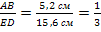 AB/ED = 5,2 см/15,6 см = 1/3